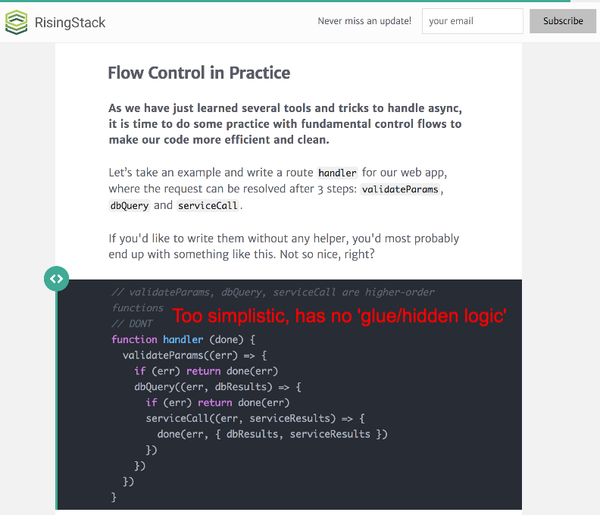 RisingStack
Never miss an update!
your email
Subscribe
Flow Control in Practice
As we have just learned several tools and tricks to handle async,
it is time to do some practice with fundamental control flows to
make our code more efficient and clean.
Let's take an example and write a route handler for our web app,
where the request can be resolved after 3 steps: validateParams,
dbQuery and serviceCall.
If you'd like to write them without any helper, you'd most probably
end up with something like this. Not so nice, right?
<>
// validateParams, dbQuery, serviceCall are higher-order
functions
Too simplistic, has no 'glue/hidden logic'
// DONT
function handler (done) {
  validateParams((err) => {
    if (err) return done(err)
    dbQuery((err, dbResults) => {
      if (err) return done(err)
      serviceCall((err, serviceResults) => {
        done(err, { dbResults, serviceResults })
      })
    })
  })
}